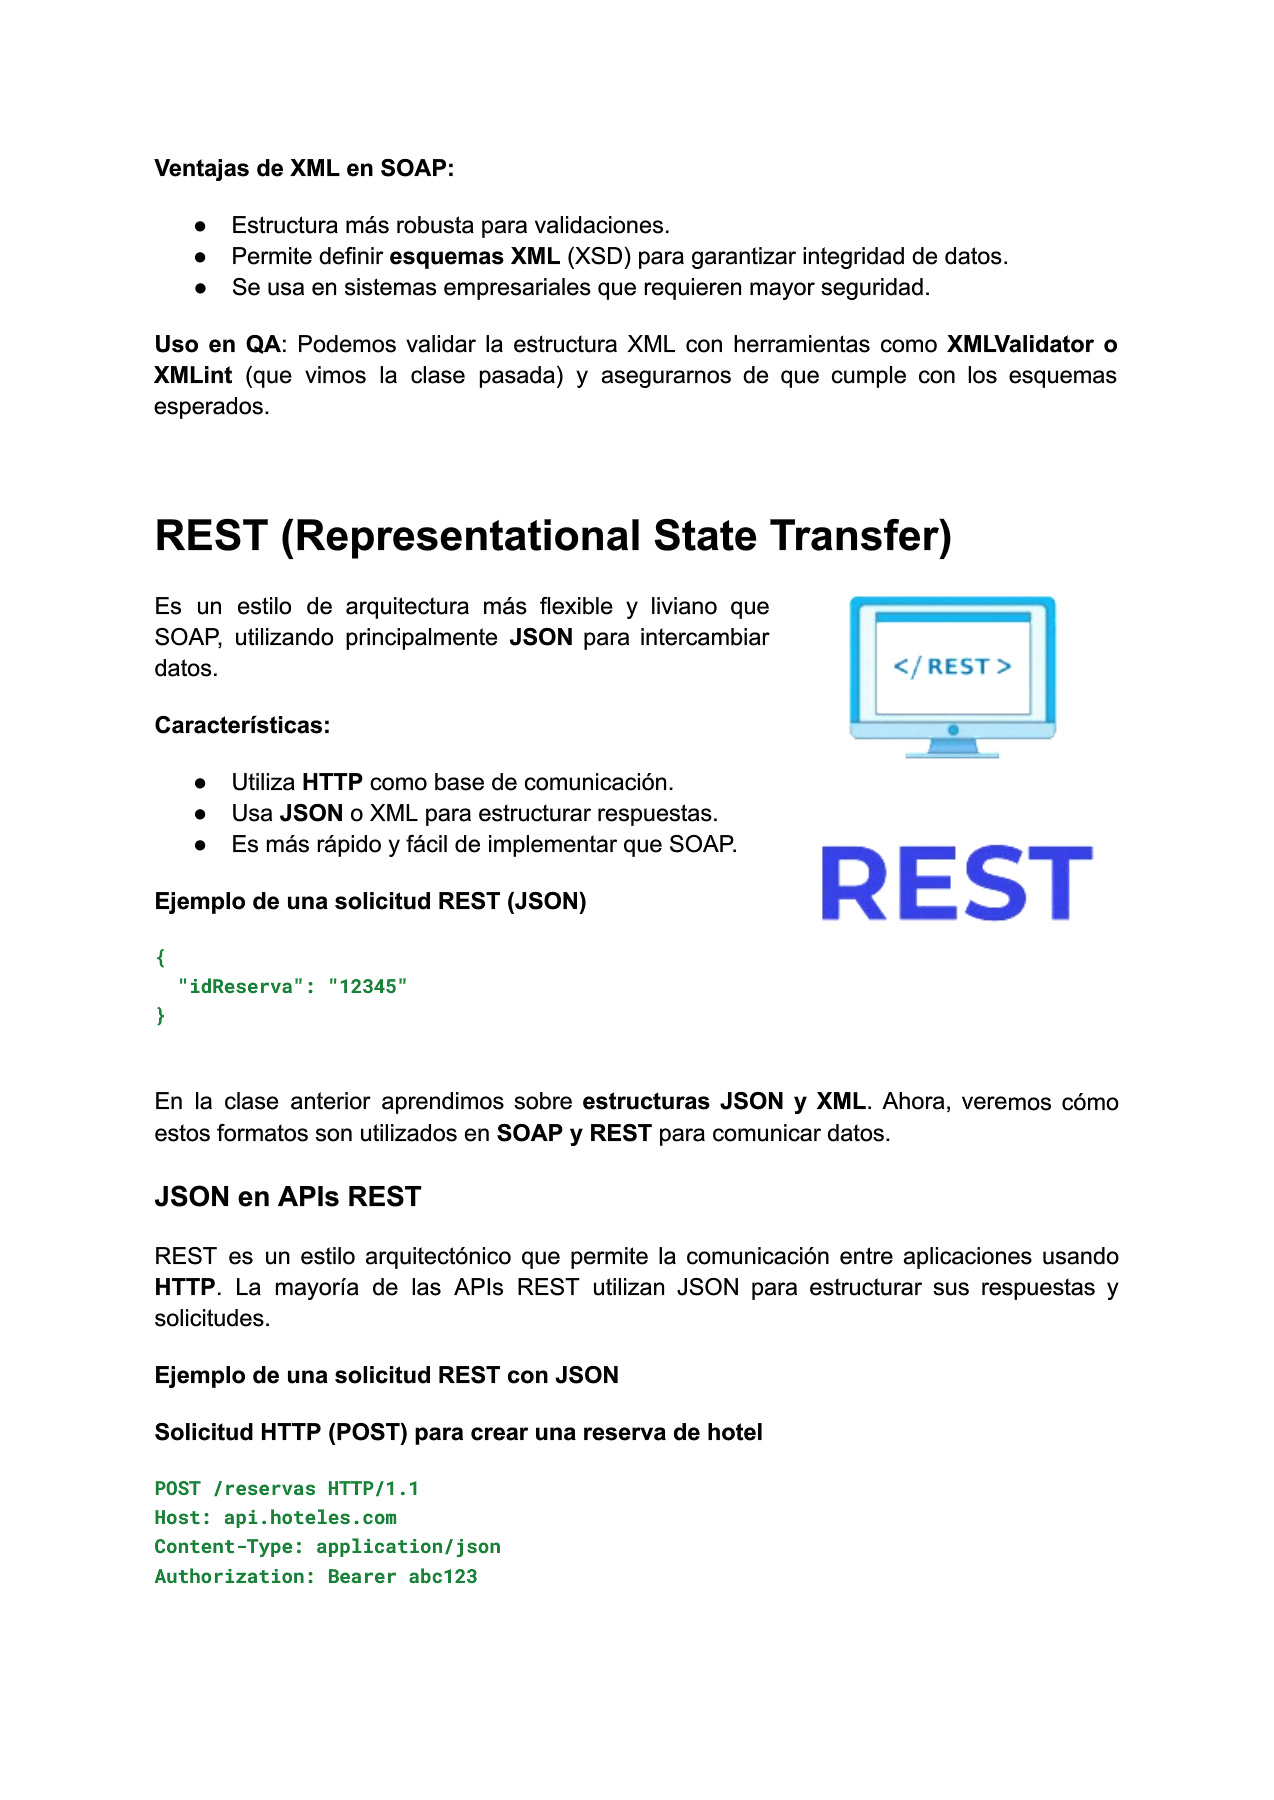 Ventajas de XML en SOAP:
● Estructura más robusta para validaciones.
● Permite definir esquemas XML (XSD) para garantizar integridad de datos.
● Se usa en sistemas empresariales que requieren mayor seguridad.
Uso en QA: Podemos validar la estructura XML con herramientas como XMLValidator o
XMLint (que vimos la clase pasada) y asegurarnos de que cumple con los esquemas
esperados.
REST (Representational State Transfer)
Es un estilo de arquitectura más flexible y liviano que
SOAP, utilizando principalmente JSON para intercambiar
datos.
</ REST >
Características:
● Utiliza HTTP como base de comunicación.
● Usa JSON o XML para estructurar respuestas.
● Es más rápido y fácil de implementar que SOAP.
REST
Ejemplo de una solicitud REST (JSON)
{
"idReserva": "12345"
}
En la clase anterior aprendimos sobre estructuras JSON y XML. Ahora, veremos cómo
estos formatos son utilizados en SOAP y REST para comunicar datos.
JSON en APIs REST
REST es un estilo arquitectónico que permite la comunicación entre aplicaciones usando
HTTP. La mayoría de las APIs REST utilizan JSON para estructurar sus respuestas y
solicitudes.
Ejemplo de una solicitud REST con JSON
Solicitud HTTP (POST) para crear una reserva de hotel
POST /reservas HTTP/1.1
Host: api.hoteles.com
Content-Type: application/json
Authorization: Bearer abc123